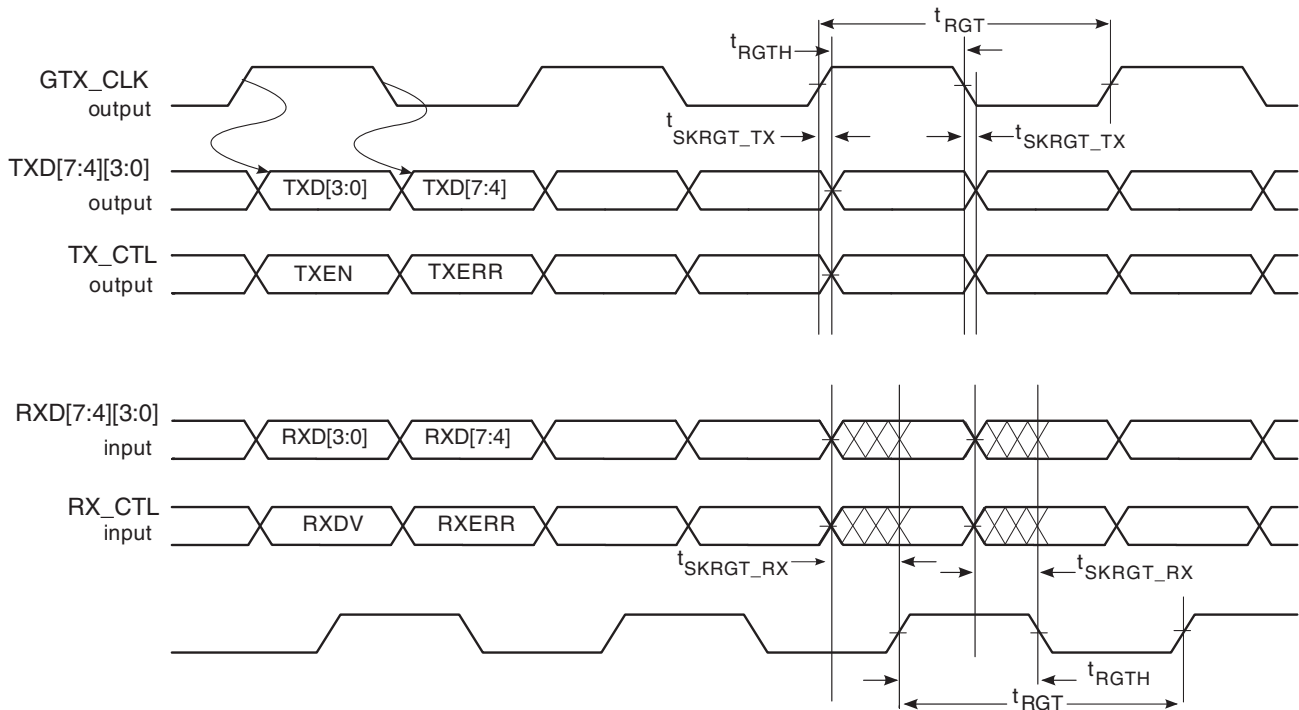 tRGT
tRGTH
GTX_CLK
output
tSKRGT_TX
tSKRGT_TX
TXD[7:4][3:0]
output
TXD[3:0]
TXD[7:4]
TX_CTL
output
TXEN
TXERR
RXD[7:4][3:0]
input
RXD[3:0]
RXD[7:4]
RX_CTL
input
RXDV
RXERR
tSKRGT_RX
tSKRGT_RX
tRGTH
tRGT